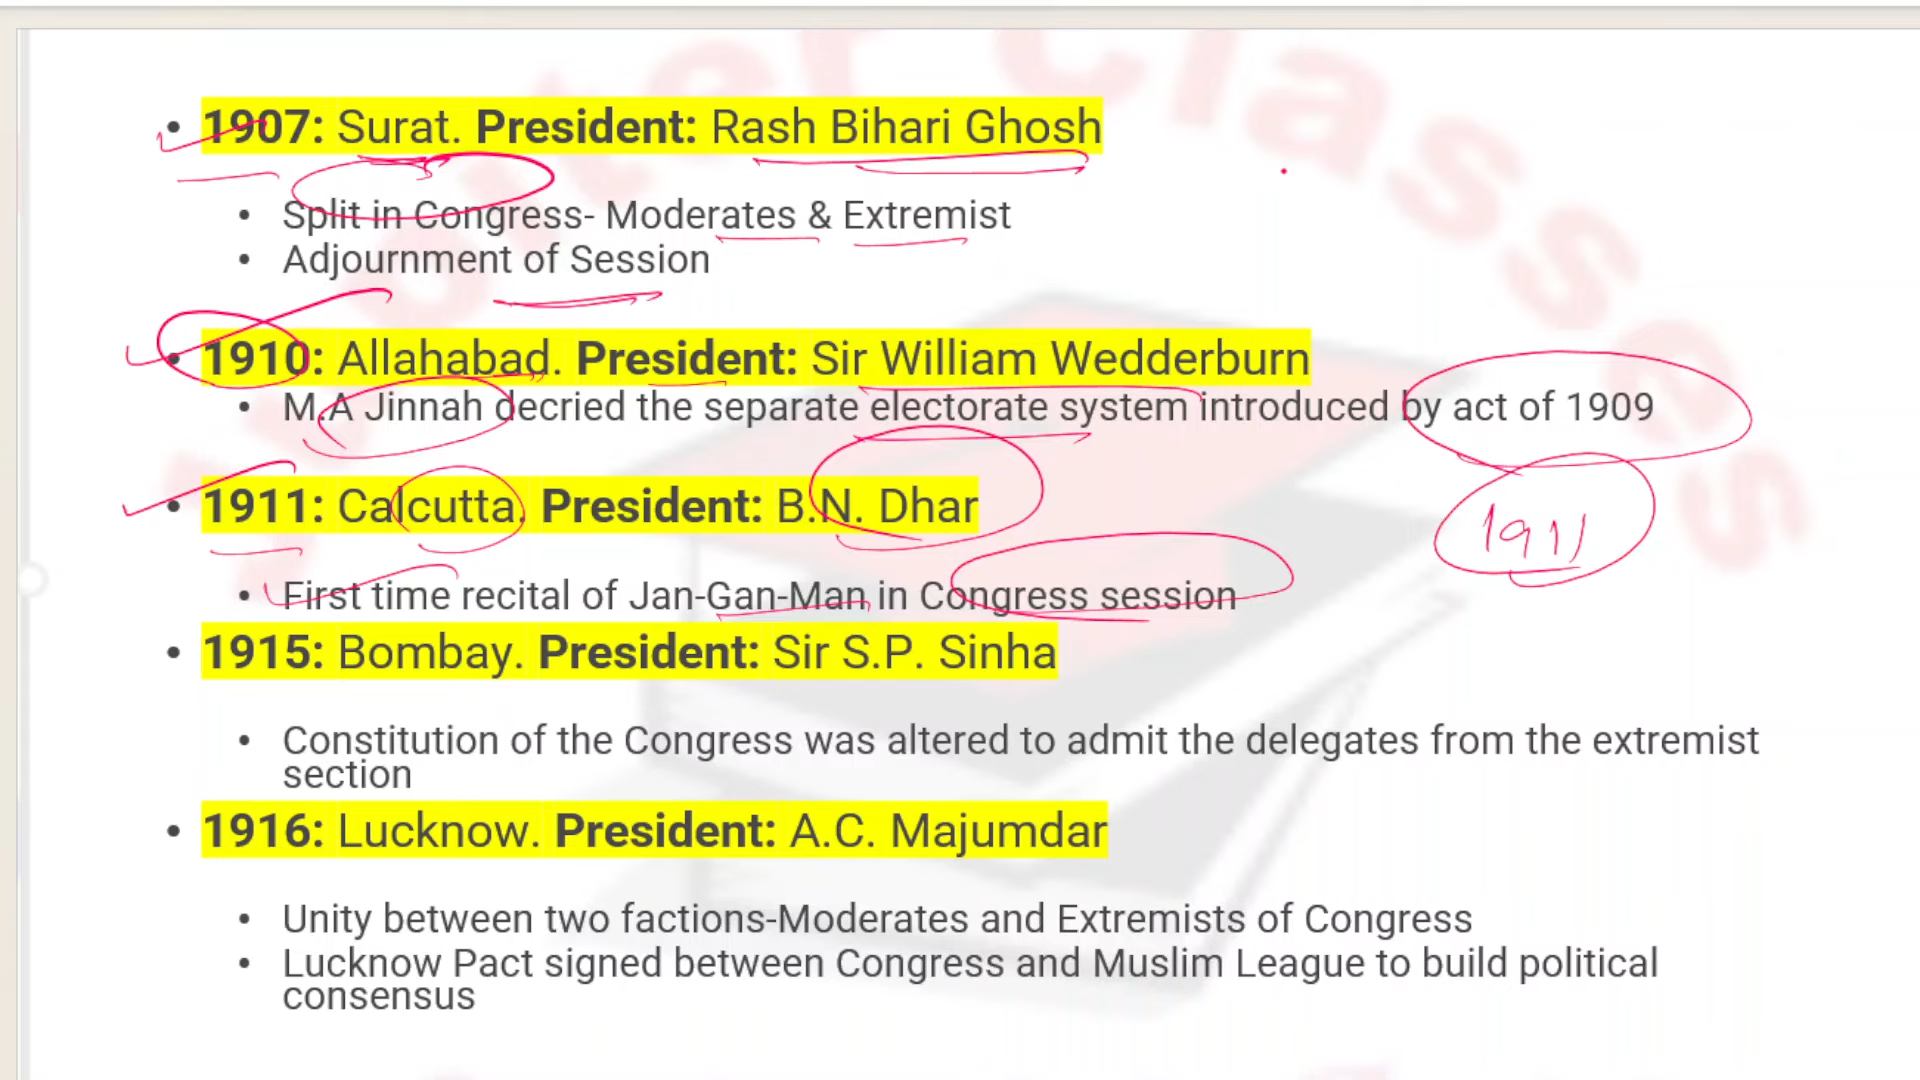 ter Classes
• 1907: Surat. President: Rash Bihari Ghosh
• Split in Congress- Moderates & Extremist
• Adjournment of Session
• 1910: Allahabad. President: Sir William Wedderburn
• M.A Jinnah decried the separate electorate system introduced by act of 1909
• 1911: Calcutta. President: B.N. Dhar
1911
• First time recital of Jan-Gan-Man in Congress session
• 1915: Bombay. President: Sir S.P. Sinha
• Constitution of the Congress was altered to admit the delegates from the extremist
section
• 1916: Lucknow. President: A.C. Majumdar
• Unity between two factions-Moderates and Extremists of Congress
• Lucknow Pact signed between Congress and Muslim League to build political
consensus